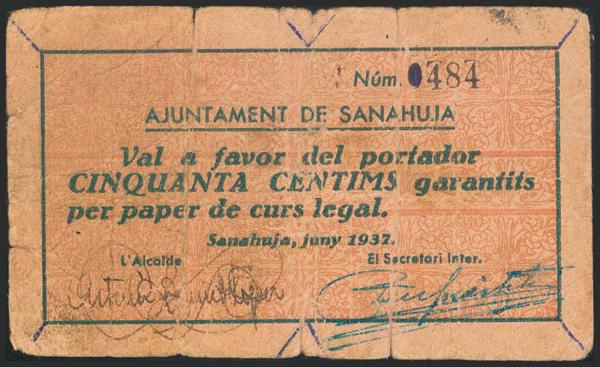 Núm. 0484
AJUNTAMENT DE SANAHUJA
Val a favor del portador
CINQUANTA CENTIMS garantits
per paper de curs legal.
Sanahuja, juny 1937.
L'Alcalde El Secretari Inter.